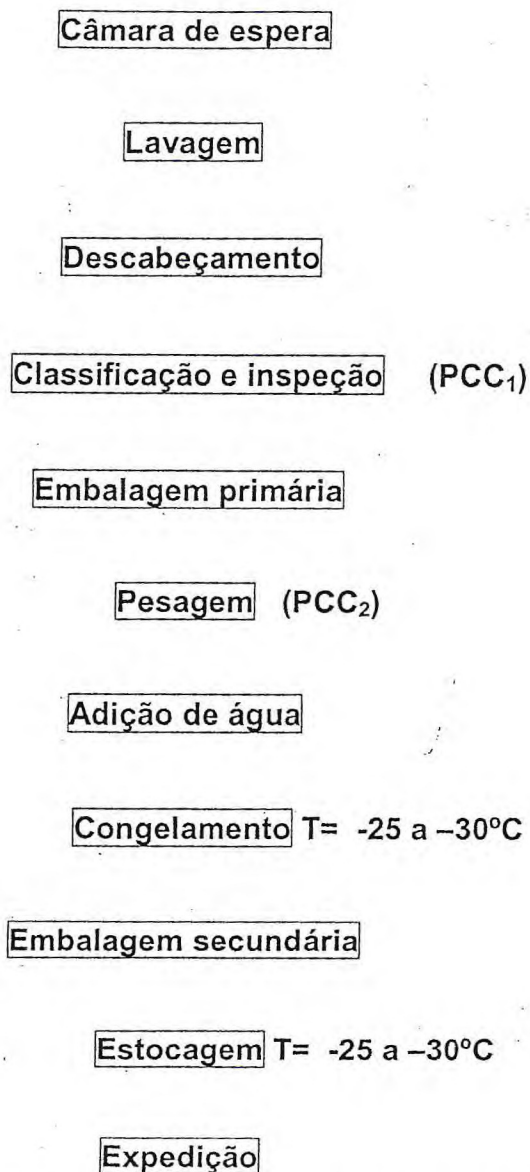 Câmara de espera
Lavagem
Descabeçamento
Classificação e inspeção (PCC₁)
Embalagem primária
Pesagem (PCC₂)
Adição de água
Congelamento T= -25 a –30ºC
Embalagem secundária
Estocagem T= -25 a –30ºC
Expedição